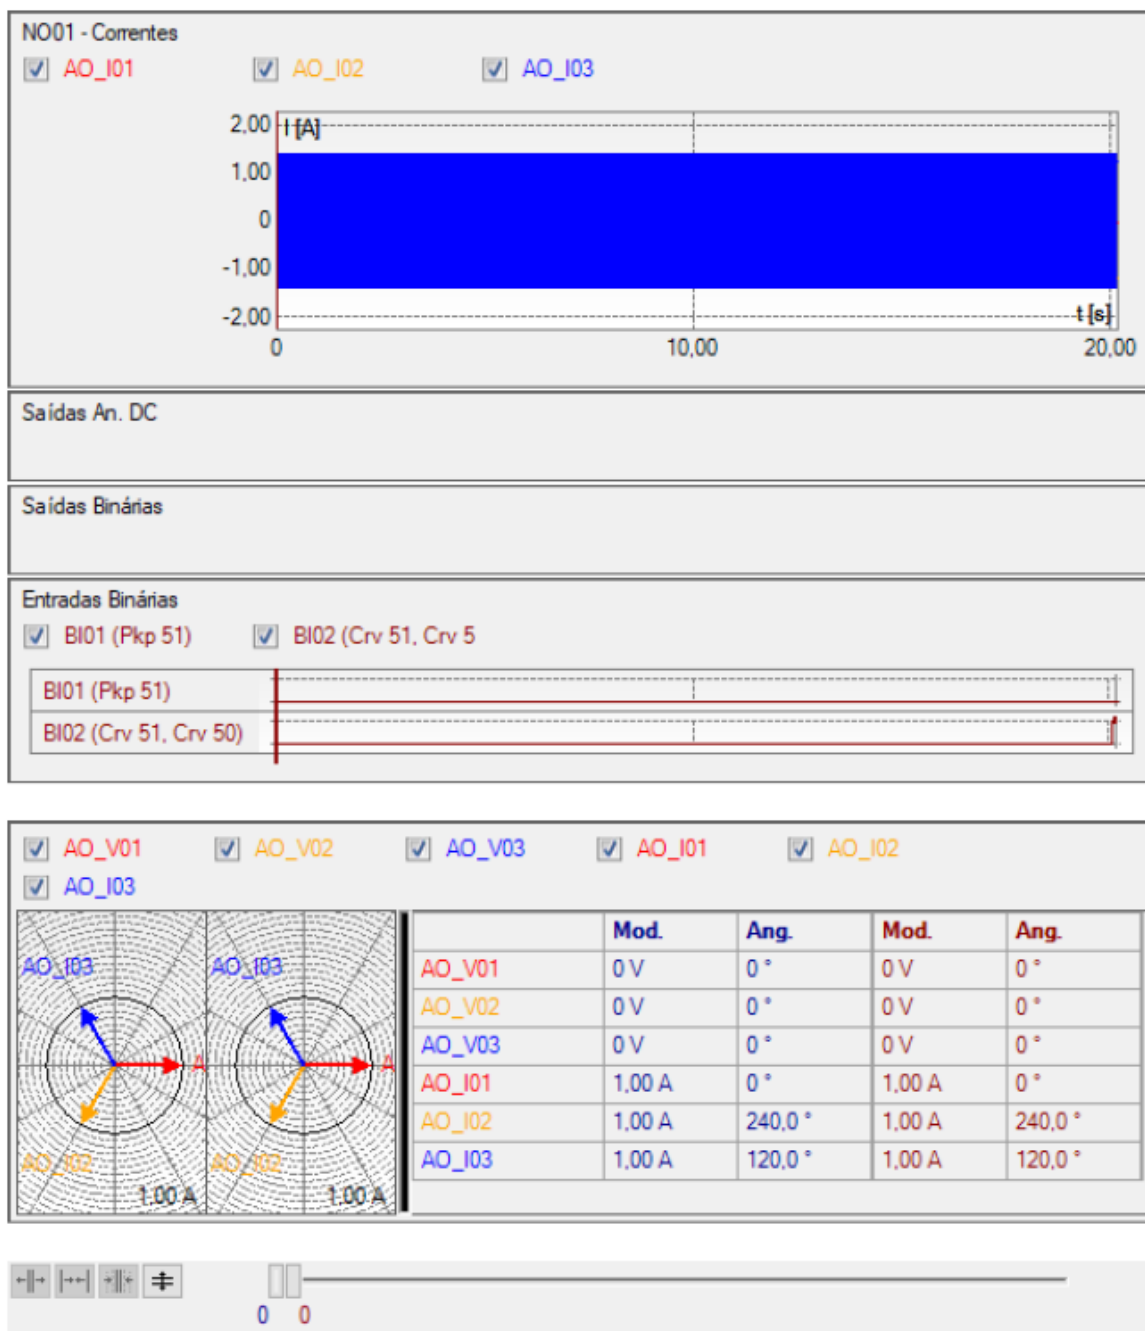 NO01 - Correntes
AO_I01 AO_I02 AO_I03
2,00 I [A]
1,00
0
-1,00
-2,00 t [s]
0 10,00 20,00
Saídas An. DC
Saídas Binárias
Entradas Binárias
BI01 (Pkp 51) BI02 (Crv 51, Crv 5
BI01 (Pkp 51)
BI02 (Crv 51, Crv 50)
AO_V01 AO_V02 AO_V03 AO_I01 AO_I02
AO_I03
AO_I03 AO_I03
A A
AO_I02 AO_I02
1,00 A 1,00 A
Mod. Ang. Mod. Ang.
AO_V01 0 V 0 ° 0 V 0 °
AO_V02 0 V 0 ° 0 V 0 °
AO_V03 0 V 0 ° 0 V 0 °
AO_I01 1,00 A 0 ° 1,00 A 0 °
AO_I02 1,00 A 240,0 ° 1,00 A 240,0 °
AO_I03 1,00 A 120,0 ° 1,00 A 120,0 °
0 0